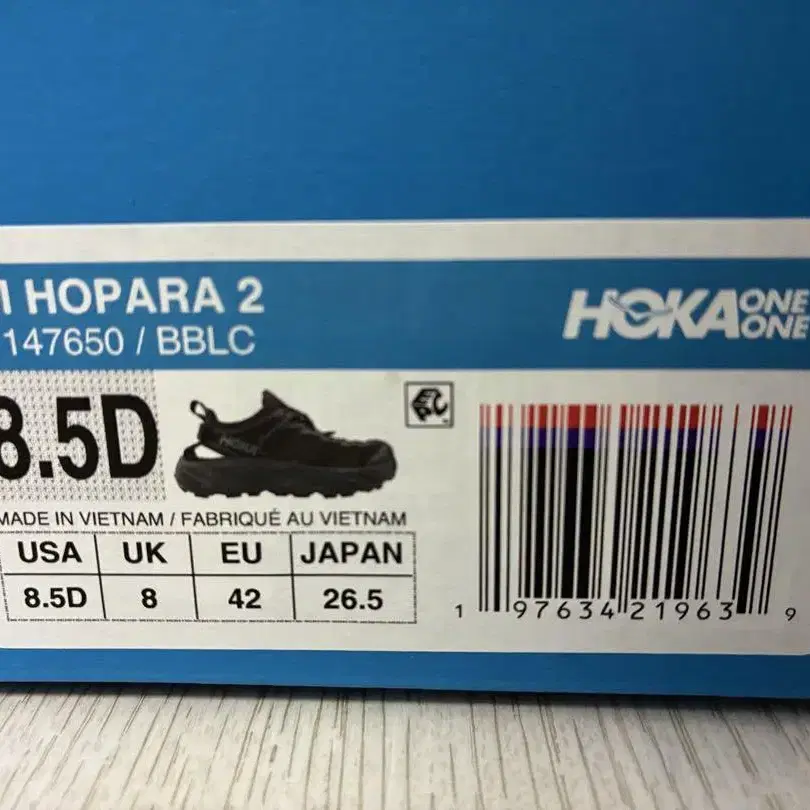 HOPARA 2
147650 / BBLC
HOKA ONE ONE
8.5D
HOKA
MADE IN VIETNAM / FABRIQUÉ AU VIETNAM
USA UK EU JAPAN
8.5D 8 42 26.5
1 97634 21963 9